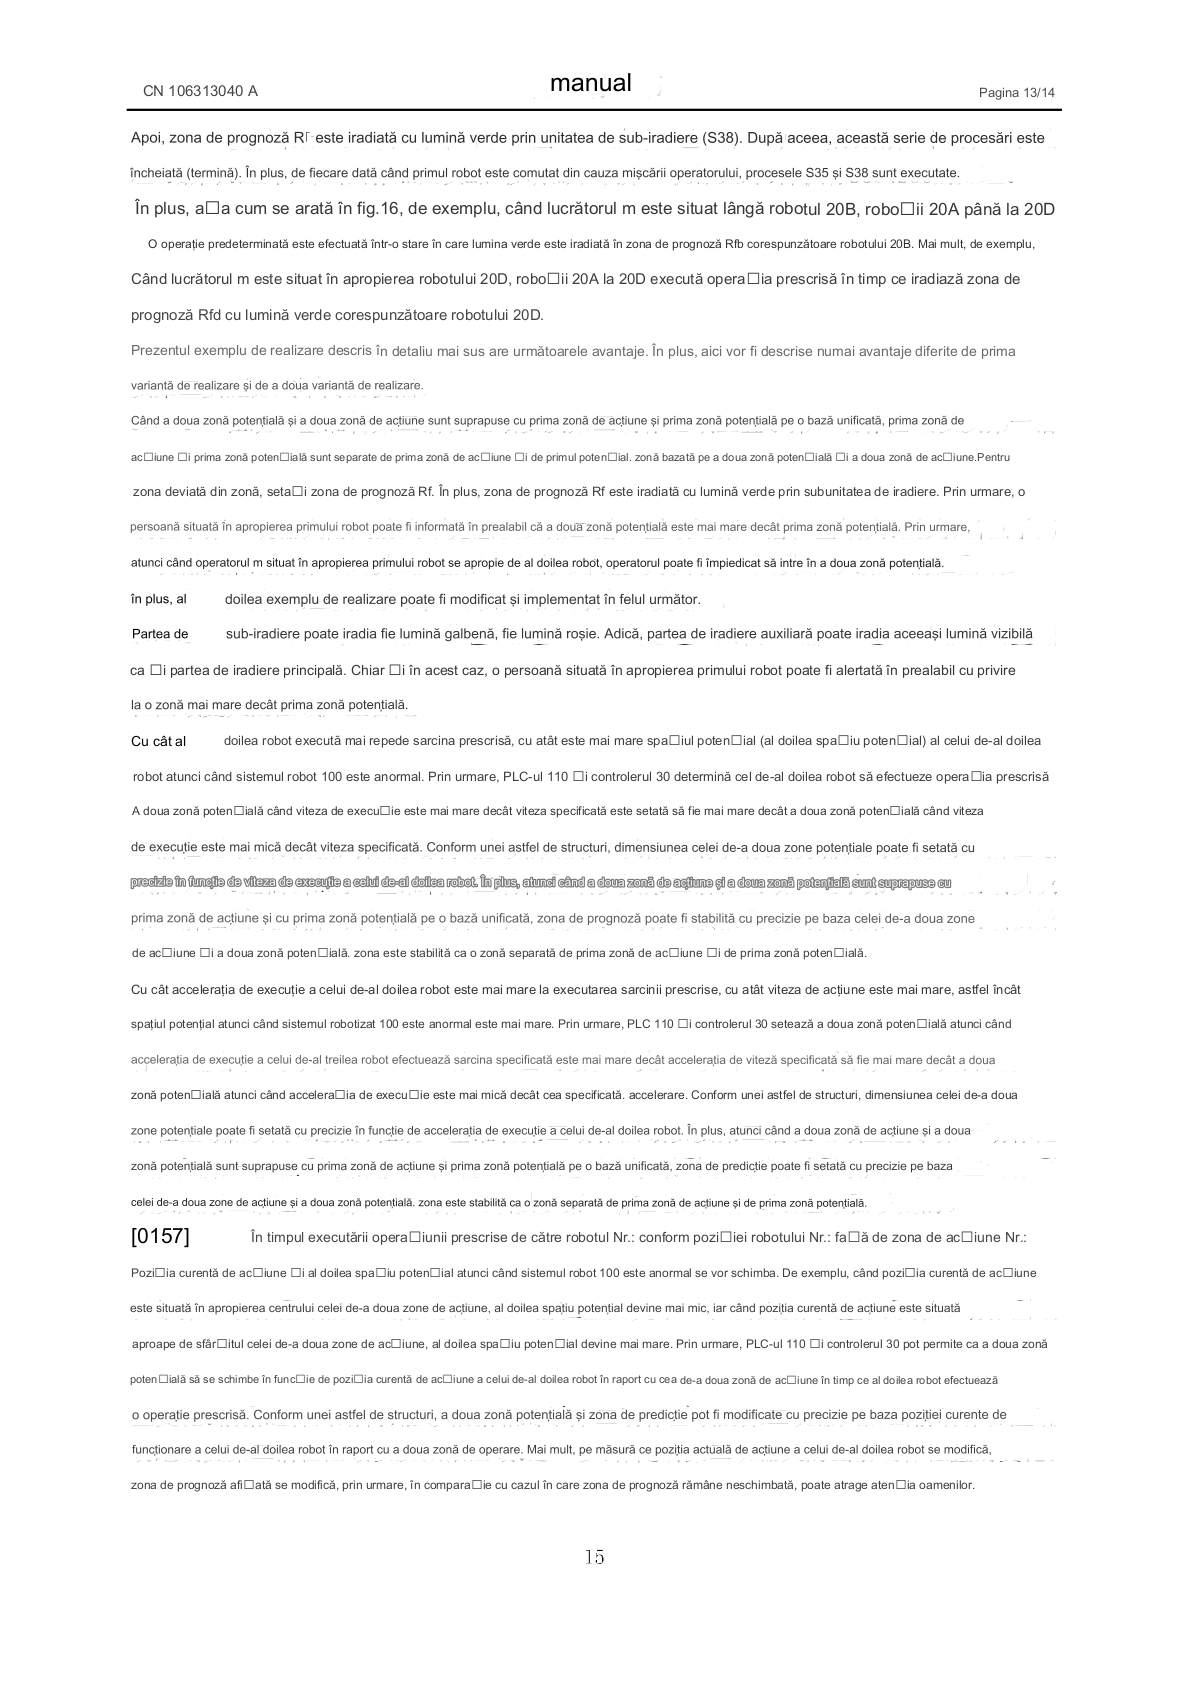 CN 106313040 A
manual
Pagina 13/14
Apoi, zona de prognoză Rf este iradiată cu lumină verde prin unitatea de sub-iradiere (S38). După aceea, această serie de procesări este
încheiată (termină). În plus, de fiecare dată când primul robot este comutat din cauza mișcării operatorului, procesele S35 și S38 sunt executate.
În plus, a□a cum se arată în fig.16, de exemplu, când lucrătorul m este situat lângă robotul 20B, robo□ii 20A până la 20D
O operație predeterminată este efectuată într-o stare în care lumina verde este iradiată în zona de prognoză Rfb corespunzătoare robotului 20B. Mai mult, de exemplu,
Când lucrătorul m este situat în apropierea robotului 20D, robo□ii 20A la 20D execută opera□ia prescrisă în timp ce iradiază zona de
prognoză Rfd cu lumină verde corespunzătoare robotului 20D.
Prezentul exemplu de realizare descris în detaliu mai sus are următoarele avantaje. În plus, aici vor fi descrise numai avantaje diferite de prima
variantă de realizare și de a doua variantă de realizare.
Când a doua zonă potențială și a doua zonă de acțiune sunt suprapuse cu prima zonă de acțiune și prima zonă potențială pe o bază unificată, prima zonă de
ac□iune □i prima zonă poten□ială sunt separate de prima zonă de ac□iune □i de primul poten□ial. zonă bazată pe a doua zonă poten□ială □i a doua zonă de ac□iune.Pentru
zona deviată din zonă, seta□i zona de prognoză Rf. În plus, zona de prognoză Rf este iradiată cu lumină verde prin subunitatea de iradiere. Prin urmare, o
persoană situată în apropierea primului robot poate fi informată în prealabil că a doua zonă potențială este mai mare decât prima zonă potențială. Prin urmare,
atunci când operatorul m situat în apropierea primului robot se apropie de al doilea robot, operatorul poate fi împiedicat să intre în a doua zonă potențială.
în plus, al doilea exemplu de realizare poate fi modificat și implementat în felul următor.
Partea de sub-iradiere poate iradia fie lumină galbenă, fie lumină roșie. Adică, partea de iradiere auxiliară poate iradia aceeași lumină vizibilă
ca □i partea de iradiere principală. Chiar □i în acest caz, o persoană situată în apropierea primului robot poate fi alertată în prealabil cu privire
la o zonă mai mare decât prima zonă potențială.
Cu cât al doilea robot execută mai repede sarcina prescrisă, cu atât este mai mare spa□iul poten□ial (al doilea spa□iu poten□ial) al celui de-al doilea
robot atunci când sistemul robot 100 este anormal. Prin urmare, PLC-ul 110 □i controlerul 30 determină cel de-al doilea robot să efectueze opera□ia prescrisă
A doua zonă poten□ială când viteza de execu□ie este mai mare decât viteza specificată este setată să fie mai mare decât a doua zonă poten□ială când viteza
de execuție este mai mică decât viteza specificată. Conform unei astfel de structuri, dimensiunea celei de-a doua zone potențiale poate fi setată cu
precizie în funcție de viteza de execuție a celui de-al doilea robot. În plus, atunci când a doua zonă de acțiune și a doua zonă potențială sunt suprapuse cu
prima zonă de acțiune și cu prima zonă potențială pe o bază unificată, zona de prognoză poate fi stabilită cu precizie pe baza celei de-a doua zone
de ac□iune □i a doua zonă poten□ială. zona este stabilită ca o zonă separată de prima zonă de ac□iune □i de prima zonă poten□ială.
Cu cât accelerația de execuție a celui de-al doilea robot este mai mare la executarea sarcinii prescrise, cu atât viteza de acțiune este mai mare, astfel încât
spațiul potențial atunci când sistemul robotizat 100 este anormal este mai mare. Prin urmare, PLC 110 □i controlerul 30 setează a doua zonă poten□ială atunci când
accelerația de execuție a celui de-al treilea robot efectuează sarcina specificată este mai mare decât accelerația de viteză specificată să fie mai mare decât a doua
zonă poten□ială atunci când accelera□ia de execu□ie este mai mică decât cea specificată. accelerare. Conform unei astfel de structuri, dimensiunea celei de-a doua
zone potențiale poate fi setată cu precizie în funcție de accelerația de execuție a celui de-al doilea robot. În plus, atunci când a doua zonă de acțiune și a doua
zonă potențială sunt suprapuse cu prima zonă de acțiune și prima zonă potențială pe o bază unificată, zona de predicție poate fi setată cu precizie pe baza
celei de-a doua zone de acțiune și a doua zonă potențială. zona este stabilită ca o zonă separată de prima zonă de acțiune și de prima zonă potențială.
[0157] În timpul executării opera□iunii prescrise de către robotul Nr.: conform pozi□iei robotului Nr.: fa□ă de zona de ac□iune Nr.:
Pozi□ia curentă de ac□iune □i al doilea spa□iu poten□ial atunci când sistemul robot 100 este anormal se vor schimba. De exemplu, când pozi□ia curentă de ac□iune
este situată în apropierea centrului celei de-a doua zone de acțiune, al doilea spațiu potențial devine mai mic, iar când poziția curentă de acțiune este situată
aproape de sfâr□itul celei de-a doua zone de ac□iune, al doilea spa□iu poten□ial devine mai mare. Prin urmare, PLC-ul 110 □i controlerul 30 pot permite ca a doua zonă
poten□ială să se schimbe în func□ie de pozi□ia curentă de ac□iune a celui de-al doilea robot în raport cu cea de-a doua zonă de ac□iune în timp ce al doilea robot efectuează
o operație prescrisă. Conform unei astfel de structuri, a doua zonă potențială și zona de predicție pot fi modificate cu precizie pe baza poziției curente de
funcționare a celui de-al doilea robot în raport cu a doua zonă de operare. Mai mult, pe măsură ce poziția actuală de acțiune a celui de-al doilea robot se modifică,
zona de prognoză afi□ată se modifică, prin urmare, în compara□ie cu cazul în care zona de prognoză rămâne neschimbată, poate atrage aten□ia oamenilor.
15